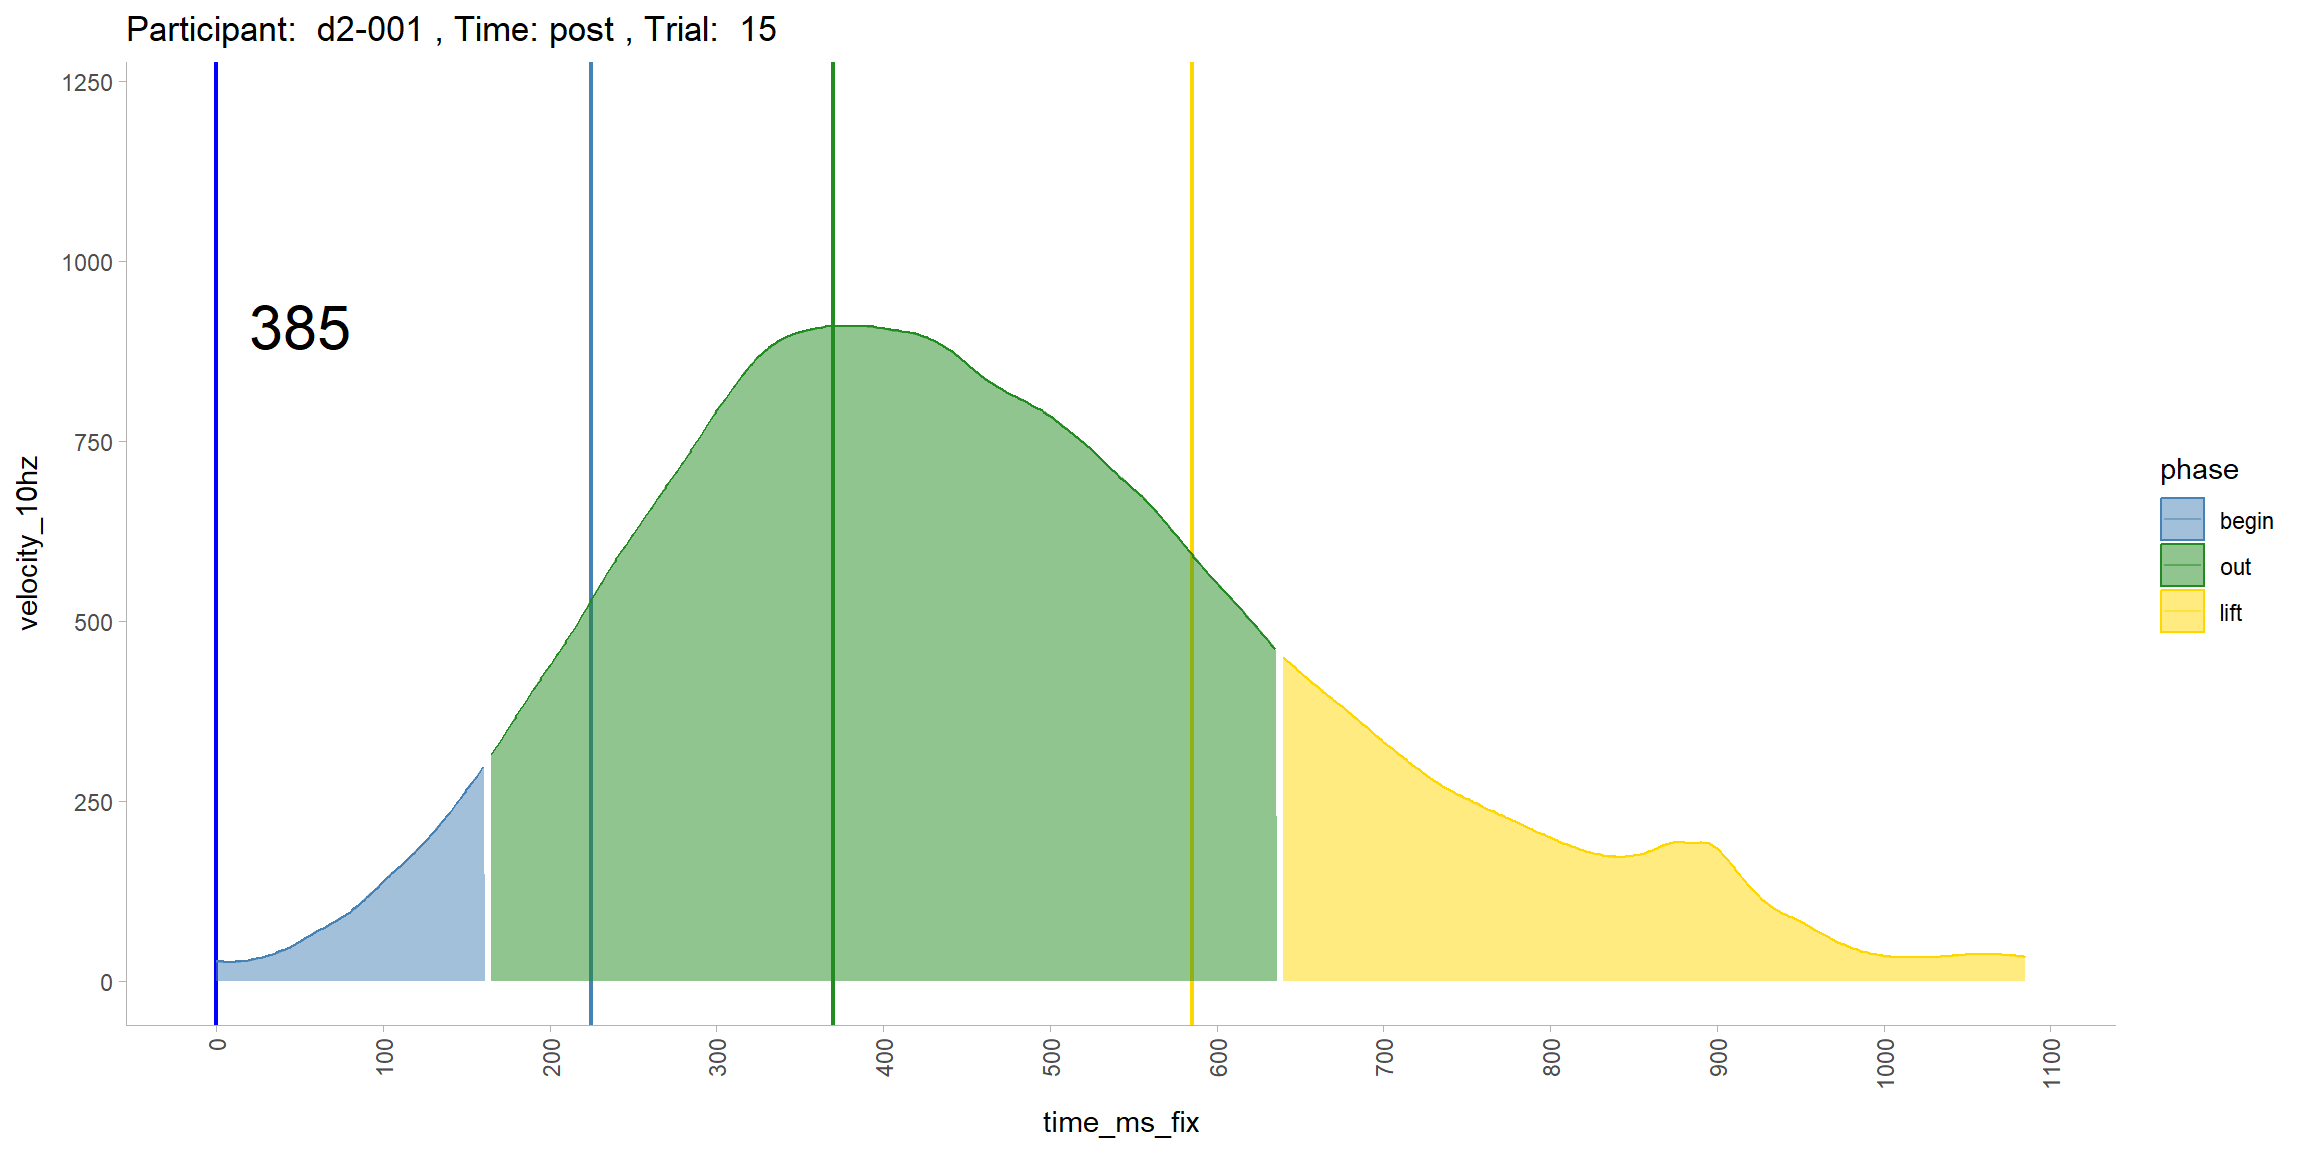 Participant:  d2-001 , Time: post , Trial:  15
1250
1000
750
500
250
0
velocity_10hz
385
0
100
200
300
400
500
600
700
800
900
1000
1100
time_ms_fix
phase
begin
out
lift